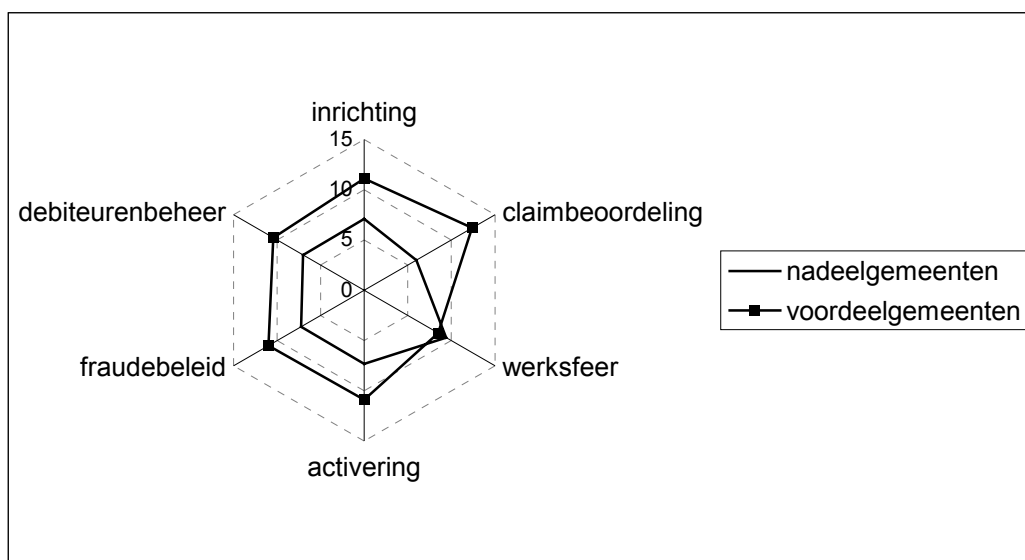 inrichting
15
10
5
0
debiteurenbeheer
claimbeoordeling
fraudebeleid
werksfeer
activering
nadeelgemeenten
voordeelgemeenten